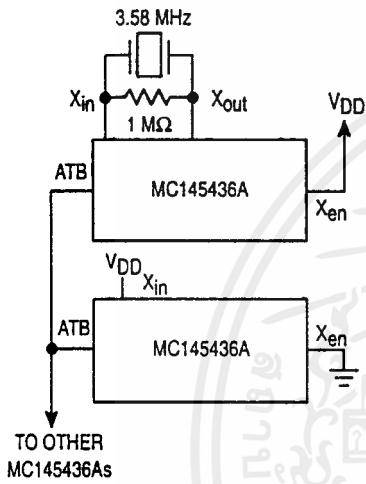 3.58 MHz
Xin
Xout
1 MΩ
VDD
ATB
MC145436A
Xen
VDD
Xin
ATB
MC145436A
Xen
TO OTHER
MC145436As